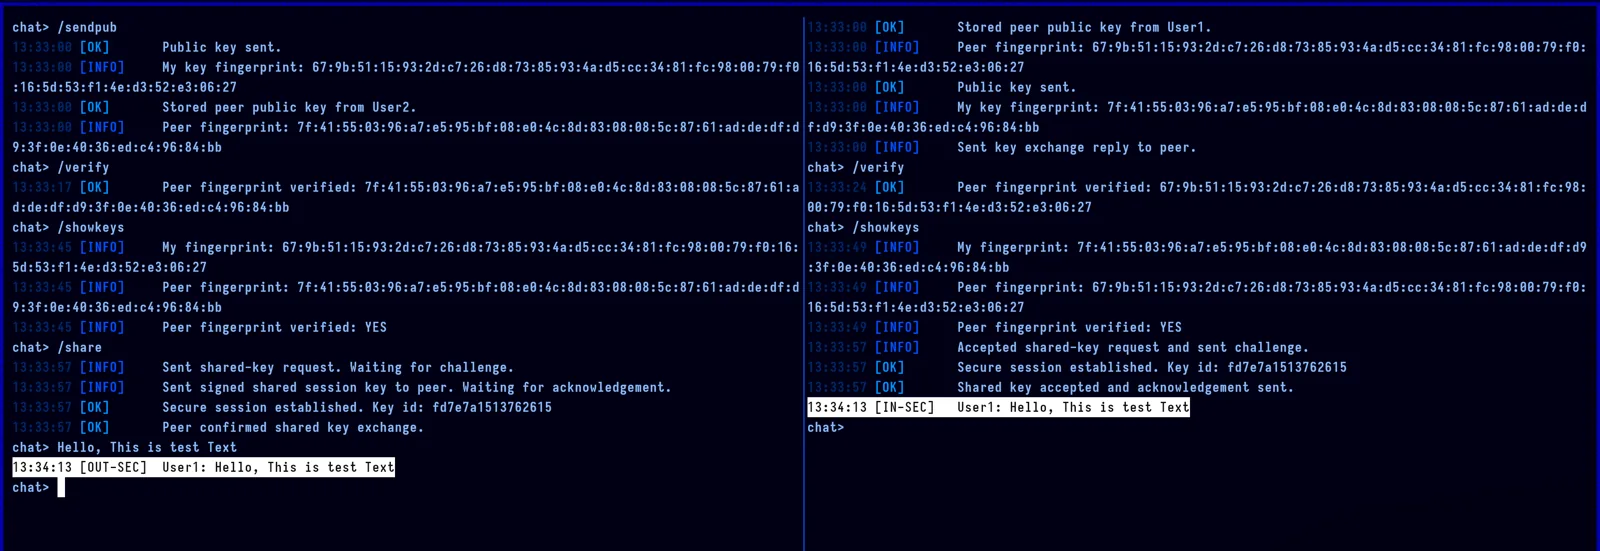 chat> /sendpub
13:33:00 [OK]       Public key sent.
13:33:00 [INFO]     My key fingerprint: 67:9b:51:15:93:2d:c7:26:d8:73:85:93:4a:d5:cc:34:81:fc:98:00:79:f0
:16:5d:53:f1:4e:d3:52:e3:06:27
13:33:00 [OK]       Stored peer public key from User2.
13:33:00 [INFO]     Peer fingerprint: 7f:41:55:03:96:a7:e5:95:bf:08:e0:4c:8d:83:08:08:5c:87:61:ad:de:df:d
9:3f:0e:40:36:ed:c4:96:84:bb
chat> /verify
13:33:17 [OK]       Peer fingerprint verified: 7f:41:55:03:96:a7:e5:95:bf:08:e0:4c:8d:83:08:08:5c:87:61:a
d:de:df:d9:3f:0e:40:36:ed:c4:96:84:bb
chat> /showkeys
13:33:45 [INFO]     My fingerprint: 67:9b:51:15:93:2d:c7:26:d8:73:85:93:4a:d5:cc:34:81:fc:98:00:79:f0:16:
5d:53:f1:4e:d3:52:e3:06:27
13:33:45 [INFO]     Peer fingerprint: 7f:41:55:03:96:a7:e5:95:bf:08:e0:4c:8d:83:08:08:5c:87:61:ad:de:df:d
9:3f:0e:40:36:ed:c4:96:84:bb
13:33:45 [INFO]     Peer fingerprint verified: YES
chat> /share
13:33:57 [INFO]     Sent shared-key request. Waiting for challenge.
13:33:57 [INFO]     Sent signed shared session key to peer. Waiting for acknowledgement.
13:33:57 [OK]       Secure session established. Key id: fd7e7a1513762615
13:33:57 [OK]       Peer confirmed shared key exchange.
chat> Hello, This is test Text
13:34:13 [OUT-SEC]  User1: Hello, This is test Text
chat>
13:33:00 [OK]       Stored peer public key from User1.
13:33:00 [INFO]     Peer fingerprint: 67:9b:51:15:93:2d:c7:26:d8:73:85:93:4a:d5:cc:34:81:fc:98:00:79:f0:
16:5d:53:f1:4e:d3:52:e3:06:27
13:33:00 [OK]       Public key sent.
13:33:00 [INFO]     My key fingerprint: 7f:41:55:03:96:a7:e5:95:bf:08:e0:4c:8d:83:08:08:5c:87:61:ad:de:d
f:d9:3f:0e:40:36:ed:c4:96:84:bb
13:33:00 [INFO]     Sent key exchange reply to peer.
chat> /verify
13:33:24 [OK]       Peer fingerprint verified: 67:9b:51:15:93:2d:c7:26:d8:73:85:93:4a:d5:cc:34:81:fc:98:
00:79:f0:16:5d:53:f1:4e:d3:52:e3:06:27
chat> /showkeys
13:33:49 [INFO]     My fingerprint: 7f:41:55:03:96:a7:e5:95:bf:08:e0:4c:8d:83:08:08:5c:87:61:ad:de:df:d9
:3f:0e:40:36:ed:c4:96:84:bb
13:33:49 [INFO]     Peer fingerprint: 67:9b:51:15:93:2d:c7:26:d8:73:85:93:4a:d5:cc:34:81:fc:98:00:79:f0:
16:5d:53:f1:4e:d3:52:e3:06:27
13:33:49 [INFO]     Peer fingerprint verified: YES
13:33:57 [INFO]     Accepted shared-key request and sent challenge.
13:33:57 [OK]       Secure session established. Key id: fd7e7a1513762615
13:33:57 [OK]       Shared key accepted and acknowledgement sent.
13:34:13 [IN-SEC]   User1: Hello, This is test Text
chat>